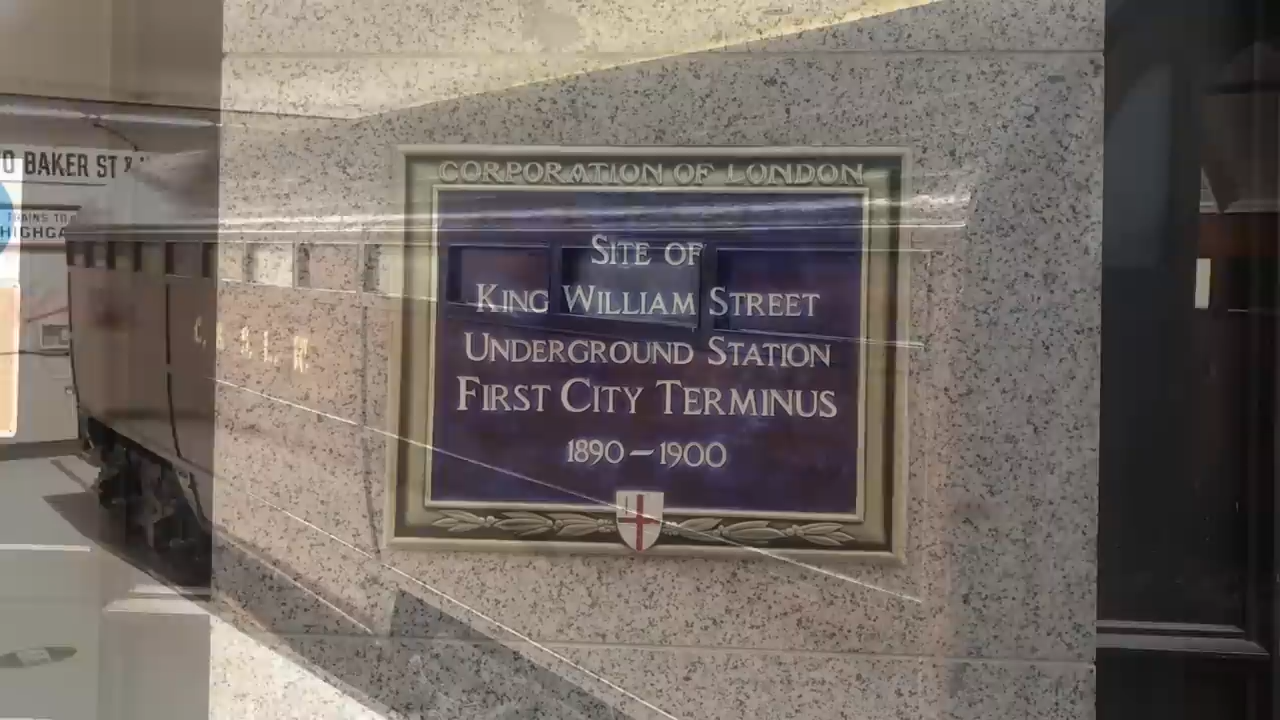 O BAKER ST &
TRAINS TO
HIGHGA
C & S.L.R.
CORPORATION OF LONDON
SITE OF
KING WILLIAM STREET
UNDERGROUND STATION
FIRST CITY TERMINUS
1890 – 1900